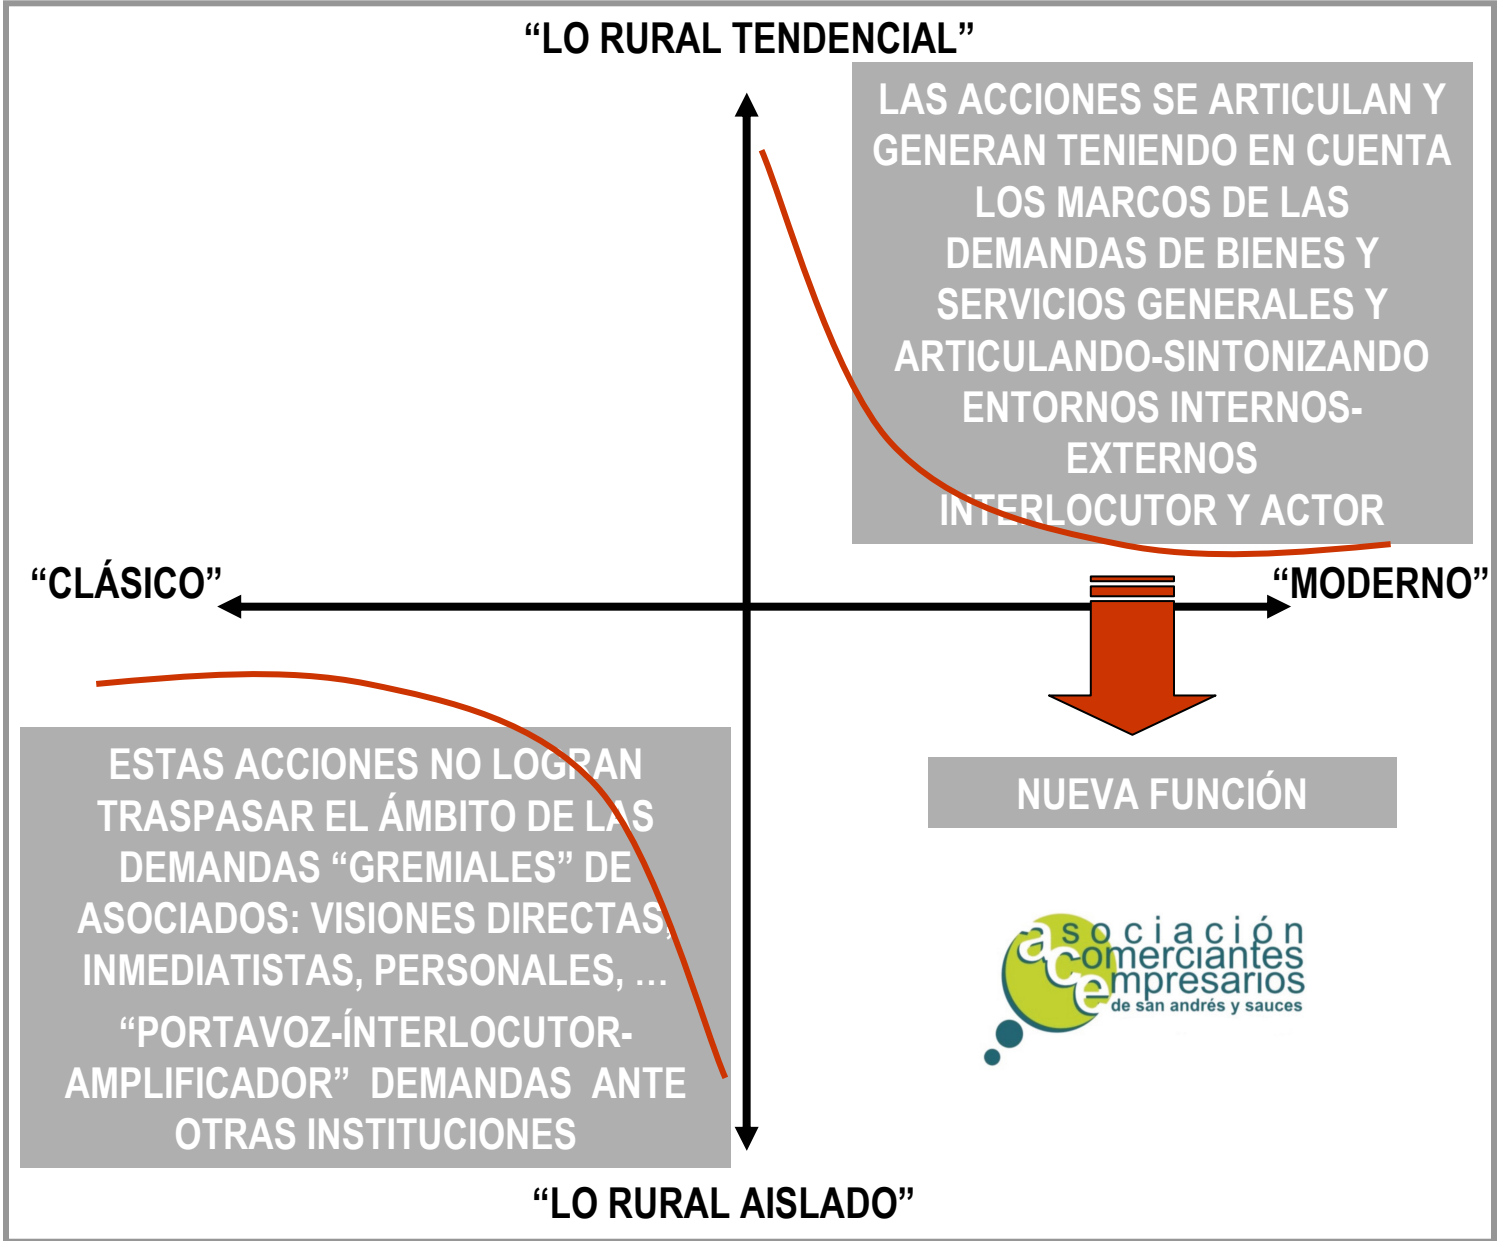 “LO RURAL TENDENCIAL”
LAS ACCIONES SE ARTICULAN Y
GENERAN TENIENDO EN CUENTA
LOS MARCOS DE LAS
DEMANDAS DE BIENES Y
SERVICIOS GENERALES Y
ARTICULANDO-SINTONIZANDO
ENTORNOS INTERNOS-
EXTERNOS
INTERLOCUTOR Y ACTOR
“CLÁSICO”
“MODERNO”
ESTAS ACCIONES NO LOGRAN
TRASPASAR EL ÁMBITO DE LAS
DEMANDAS “GREMIALES” DE
ASOCIADOS: VISIONES DIRECTAS,
INMEDIATISTAS, PERSONALES, …
“PORTAVOZ-ÍNTERLOCUTOR-
AMPLIFICADOR” DEMANDAS ANTE
OTRAS INSTITUCIONES
NUEVA FUNCIÓN
asociación
comerciantes
empresarios
de san andrés y sauces
“LO RURAL AISLADO”